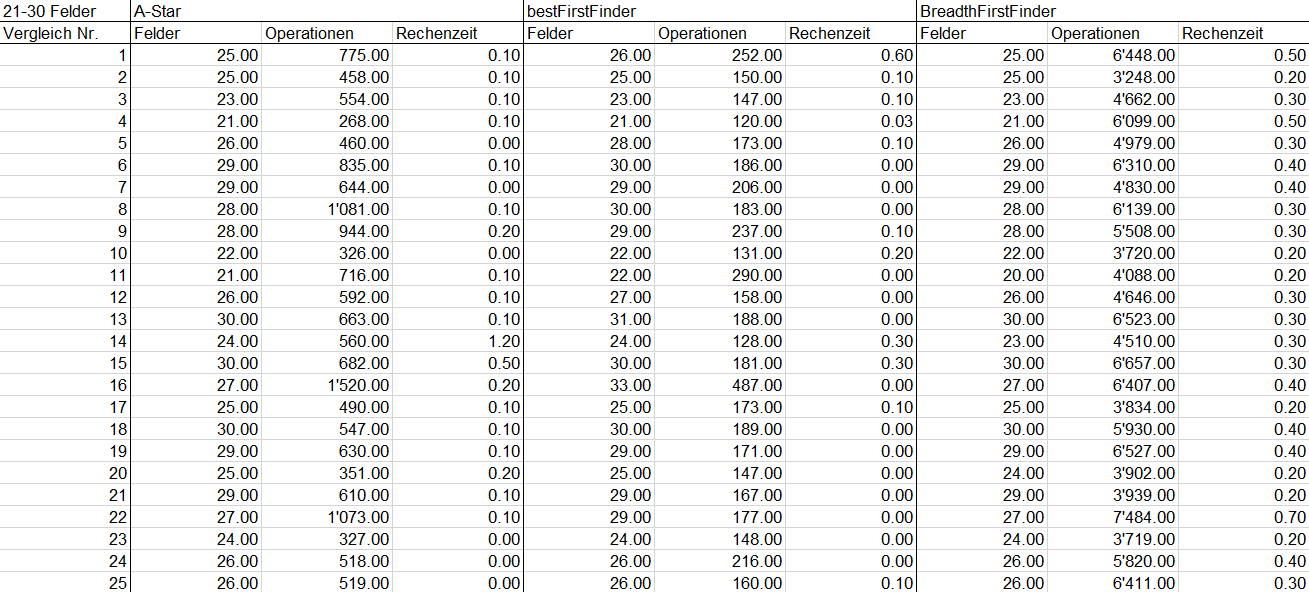 21-30 Felder A-Star bestFirstFinder BreadthFirstFinder
Vergleich Nr. Felder Operationen Rechenzeit Felder Operationen Rechenzeit Felder Operationen Rechenzeit
1 25.00 775.00 0.10 26.00 252.00 0.60 25.00 6'448.00 0.50
2 25.00 458.00 0.10 25.00 150.00 0.10 25.00 3'248.00 0.20
3 23.00 554.00 0.10 23.00 147.00 0.10 23.00 4'662.00 0.30
4 21.00 268.00 0.10 21.00 120.00 0.03 21.00 6'099.00 0.50
5 26.00 460.00 0.00 28.00 173.00 0.10 26.00 4'979.00 0.30
6 29.00 835.00 0.10 30.00 186.00 0.00 29.00 6'310.00 0.40
7 29.00 644.00 0.00 29.00 206.00 0.00 29.00 4'830.00 0.40
8 28.00 1'081.00 0.10 30.00 183.00 0.00 28.00 6'139.00 0.30
9 28.00 944.00 0.20 29.00 237.00 0.10 28.00 5'508.00 0.30
10 22.00 326.00 0.00 22.00 131.00 0.20 22.00 3'720.00 0.20
11 21.00 716.00 0.10 22.00 290.00 0.00 20.00 4'088.00 0.20
12 26.00 592.00 0.10 27.00 158.00 0.00 26.00 4'646.00 0.30
13 30.00 663.00 0.10 31.00 188.00 0.00 30.00 6'523.00 0.30
14 24.00 560.00 1.20 24.00 128.00 0.30 23.00 4'510.00 0.30
15 30.00 682.00 0.50 30.00 181.00 0.30 30.00 6'657.00 0.30
16 27.00 1'520.00 0.20 33.00 487.00 0.00 27.00 6'407.00 0.40
17 25.00 490.00 0.10 25.00 173.00 0.10 25.00 3'834.00 0.20
18 30.00 547.00 0.10 30.00 189.00 0.00 30.00 5'930.00 0.40
19 29.00 630.00 0.10 29.00 171.00 0.00 29.00 6'527.00 0.40
20 25.00 351.00 0.20 25.00 147.00 0.00 24.00 3'902.00 0.20
21 29.00 610.00 0.10 29.00 167.00 0.00 29.00 3'939.00 0.20
22 27.00 1'073.00 0.10 29.00 177.00 0.00 27.00 7'484.00 0.70
23 24.00 327.00 0.00 24.00 148.00 0.00 24.00 3'719.00 0.20
24 26.00 518.00 0.00 26.00 216.00 0.00 26.00 5'820.00 0.40
25 26.00 519.00 0.00 26.00 160.00 0.10 26.00 6'411.00 0.30